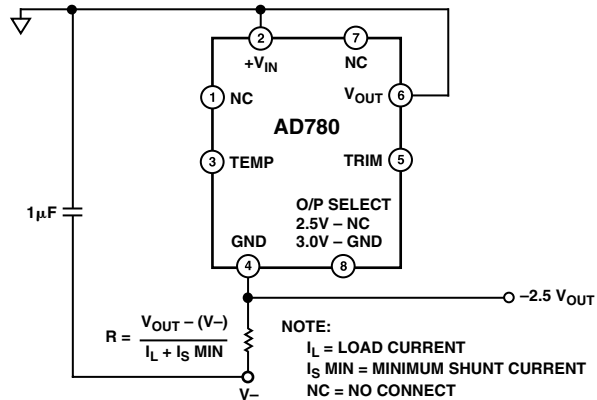 2
7
+VIN
NC
1
NC
VOUT
6
AD780
3
TEMP
TRIM
5
1μF
O/P SELECT
2.5V – NC
3.0V – GND
GND
4
8
–2.5 VOUT
R = VOUT – (V–)
IL + IS MIN
NOTE:
IL = LOAD CURRENT
IS MIN = MINIMUM SHUNT CURRENT
NC = NO CONNECT
V–